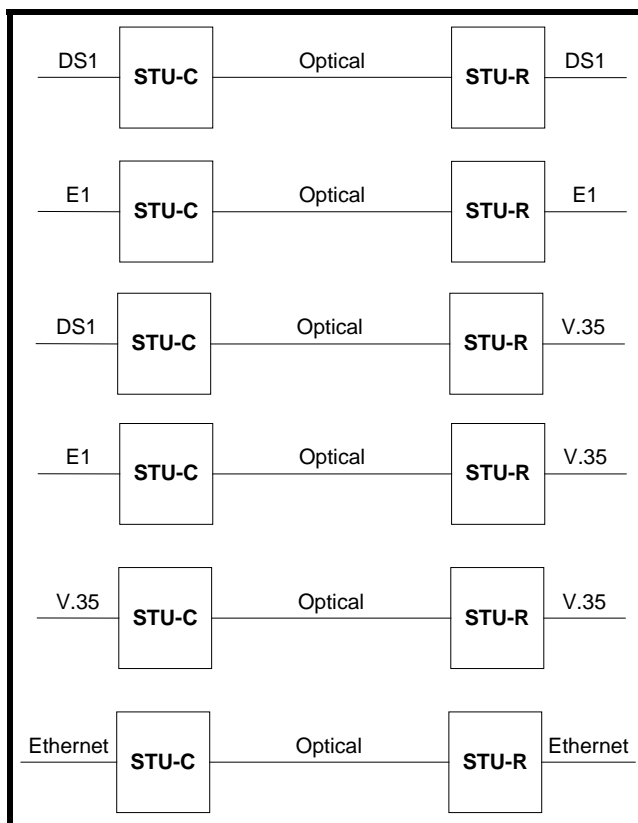 DS1 STU-C Optical STU-R DS1
E1 STU-C Optical STU-R E1
DS1 STU-C Optical STU-R V.35
E1 STU-C Optical STU-R V.35
V.35 STU-C Optical STU-R V.35
Ethernet STU-C Optical STU-R Ethernet